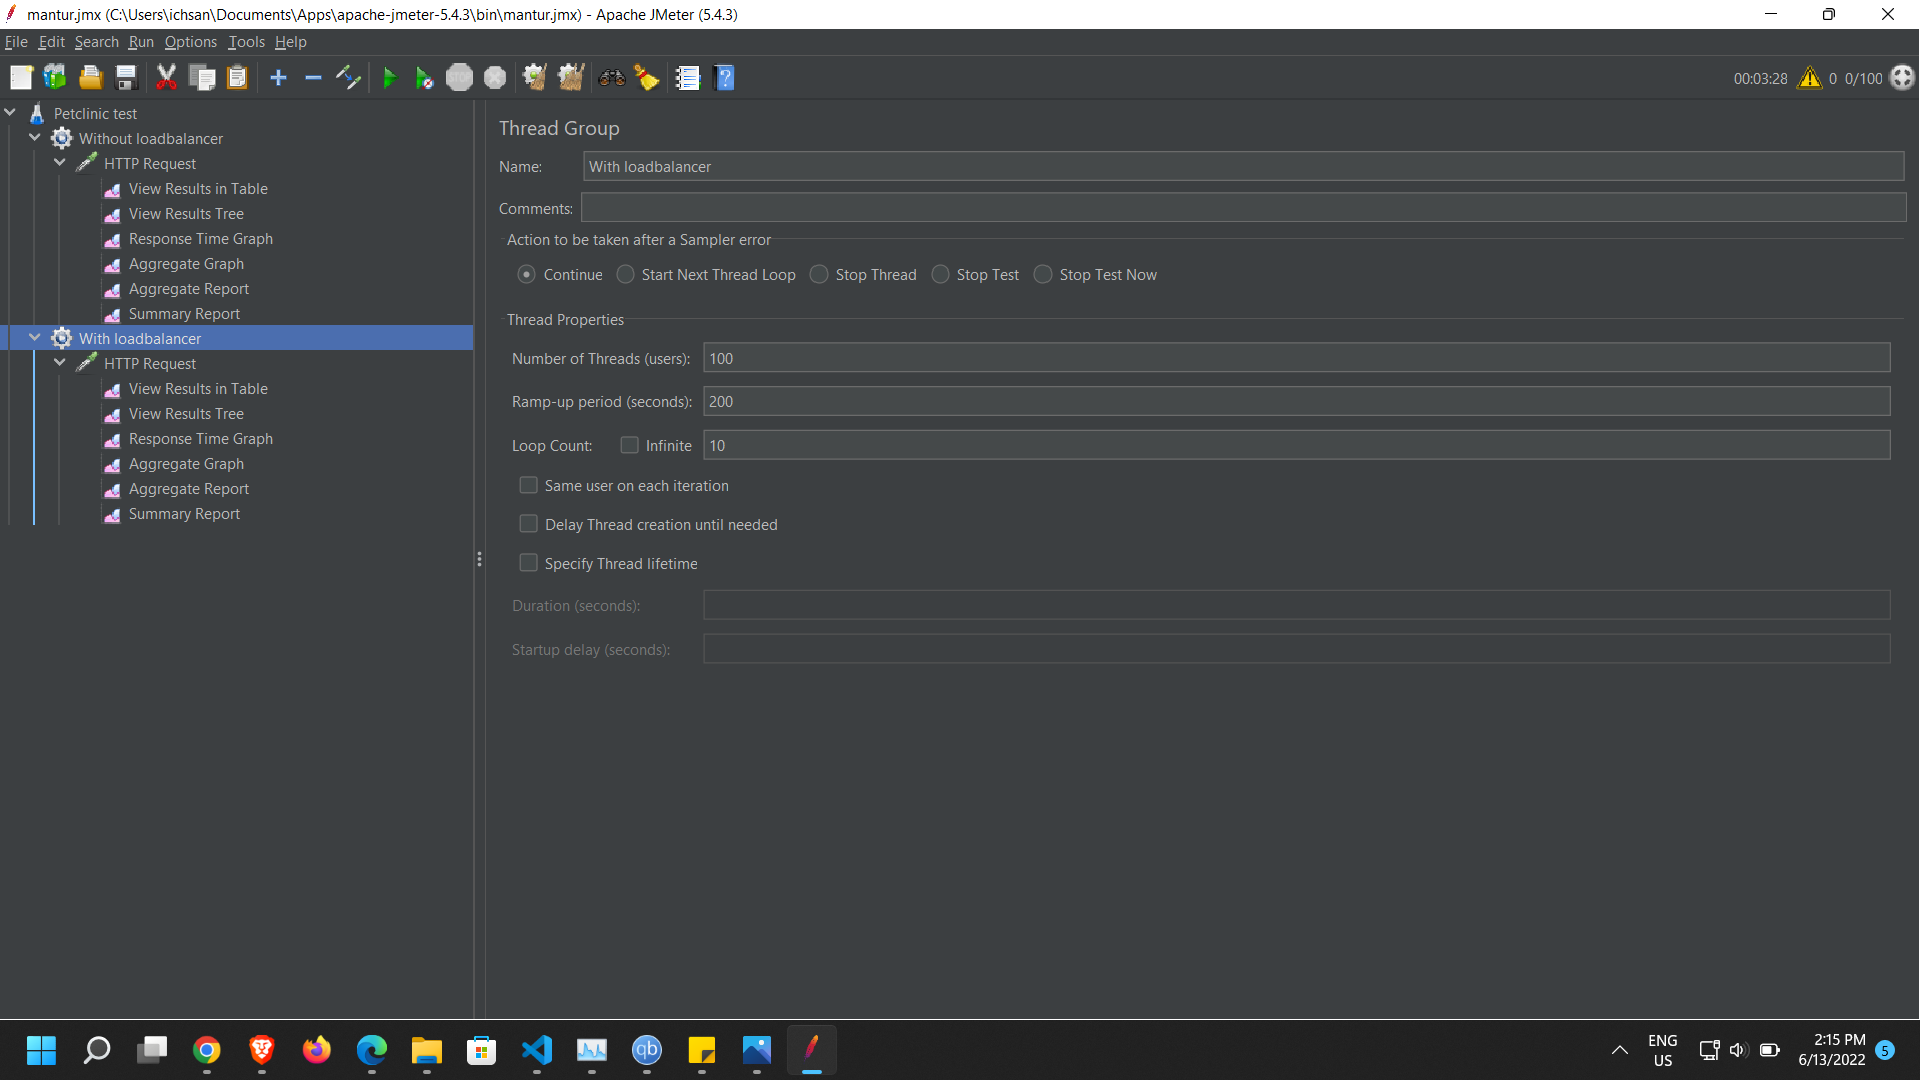 mantur.jmx (C:\Users\ichsan\Documents\Apps\apache-jmeter-5.4.3\bin\mantur.jmx) - Apache JMeter (5.4.3)
File Edit Search Run Options Tools Help
STOP
00:03:28 0 0/100
Petclinic test
Without loadbalancer
HTTP Request
View Results in Table
View Results Tree
Response Time Graph
Aggregate Graph
Aggregate Report
Summary Report
With loadbalancer
HTTP Request
View Results in Table
View Results Tree
Response Time Graph
Aggregate Graph
Aggregate Report
Summary Report
Thread Group
Name: With loadbalancer
Comments:
Action to be taken after a Sampler error
Continue Start Next Thread Loop Stop Thread Stop Test Stop Test Now
Thread Properties
Number of Threads (users): 100
Ramp-up period (seconds): 200
Loop Count: Infinite 10
Same user on each iteration
Delay Thread creation until needed
Specify Thread lifetime
Duration (seconds):
Startup delay (seconds):
qb
ENG
US
2:15 PM
6/13/2022
5